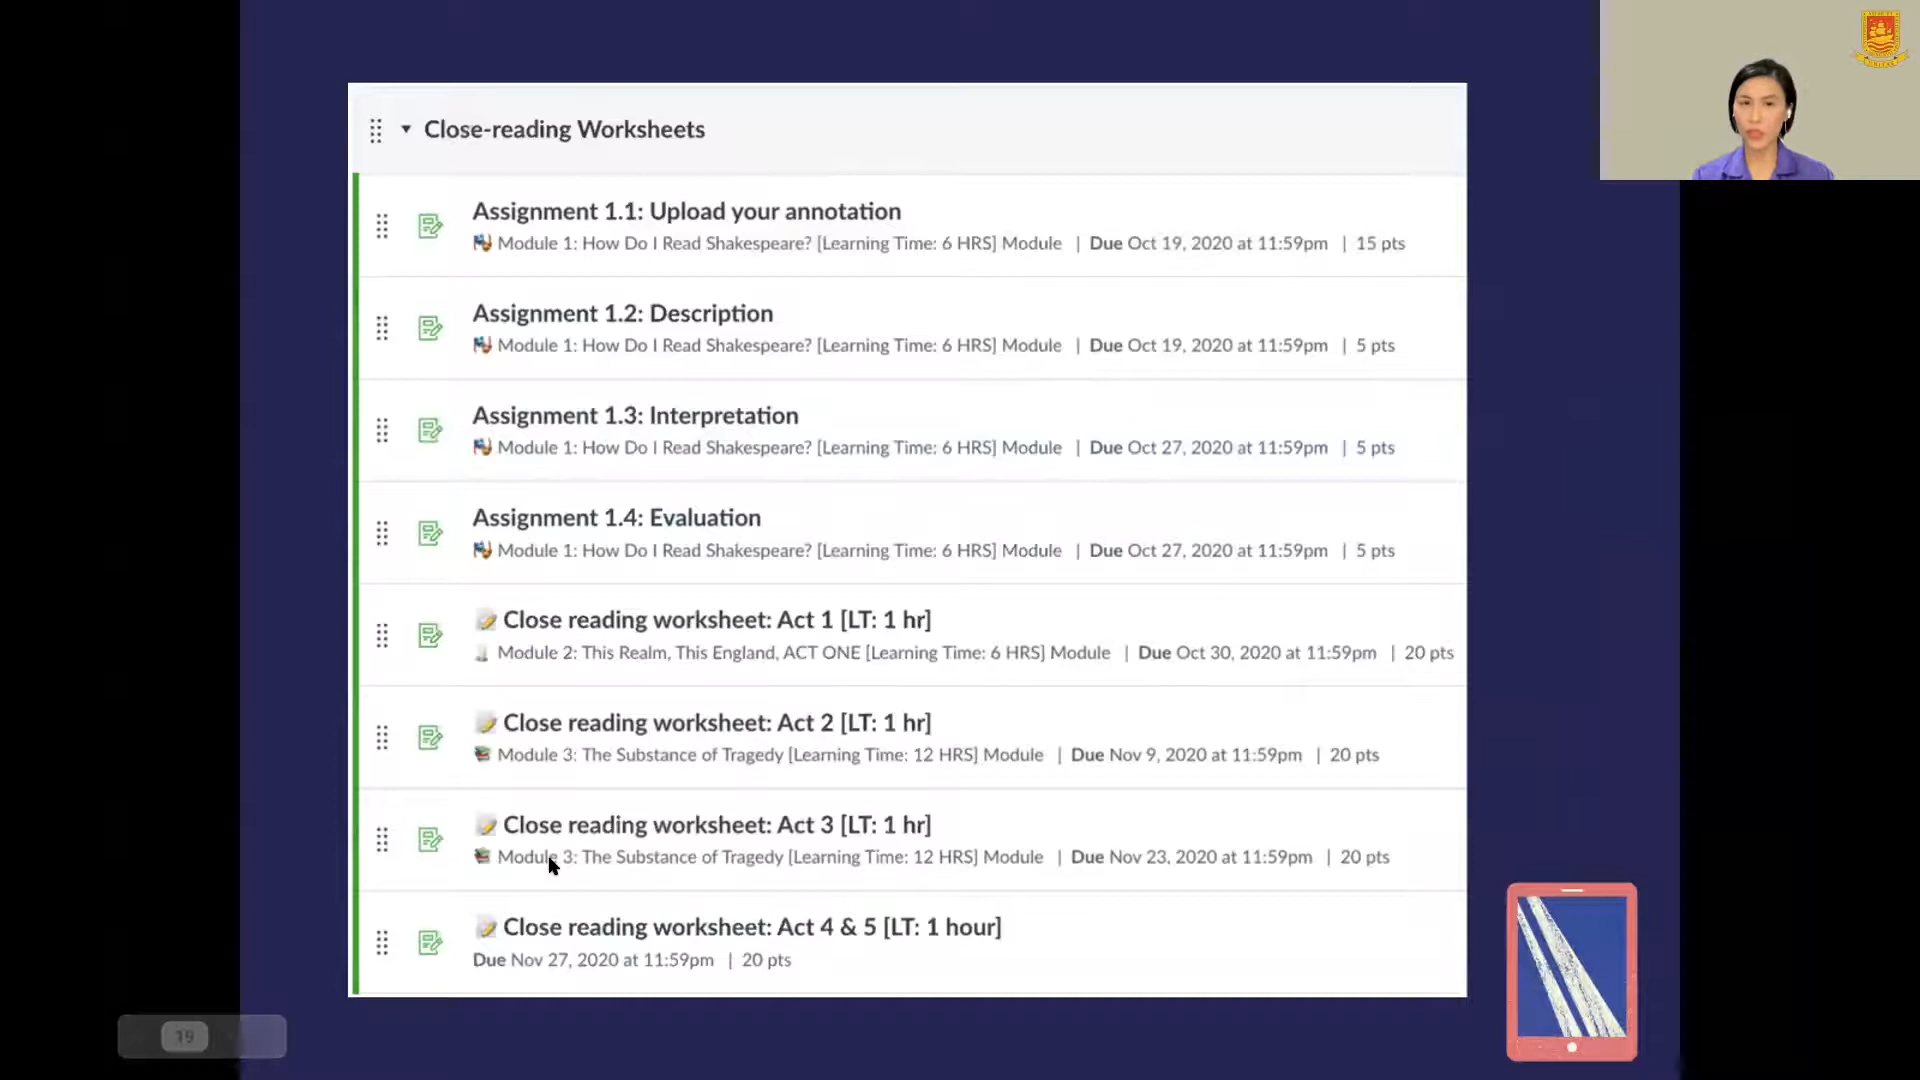 Close-reading Worksheets
Assignment 1.1: Upload your annotation
Module 1: How Do I Read Shakespeare? [Learning Time: 6 HRS] Module | Due Oct 19, 2020 at 11:59pm | 15 pts
Assignment 1.2: Description
Module 1: How Do I Read Shakespeare? [Learning Time: 6 HRS] Module | Due Oct 19, 2020 at 11:59pm | 5 pts
Assignment 1.3: Interpretation
Module 1: How Do I Read Shakespeare? [Learning Time: 6 HRS] Module | Due Oct 27, 2020 at 11:59pm | 5 pts
Assignment 1.4: Evaluation
Module 1: How Do I Read Shakespeare? [Learning Time: 6 HRS] Module | Due Oct 27, 2020 at 11:59pm | 5 pts
Close reading worksheet: Act 1 [LT: 1 hr]
Module 2: This Realm, This England, ACT ONE [Learning Time: 6 HRS] Module | Due Oct 30, 2020 at 11:59pm | 20 pts
Close reading worksheet: Act 2 [LT: 1 hr]
Module 3: The Substance of Tragedy [Learning Time: 12 HRS] Module | Due Nov 9, 2020 at 11:59pm | 20 pts
Close reading worksheet: Act 3 [LT: 1 hr]
Module 3: The Substance of Tragedy [Learning Time: 12 HRS] Module | Due Nov 23, 2020 at 11:59pm | 20 pts
Close reading worksheet: Act 4 & 5 [LT: 1 hour]
Due Nov 27, 2020 at 11:59pm | 20 pts
19